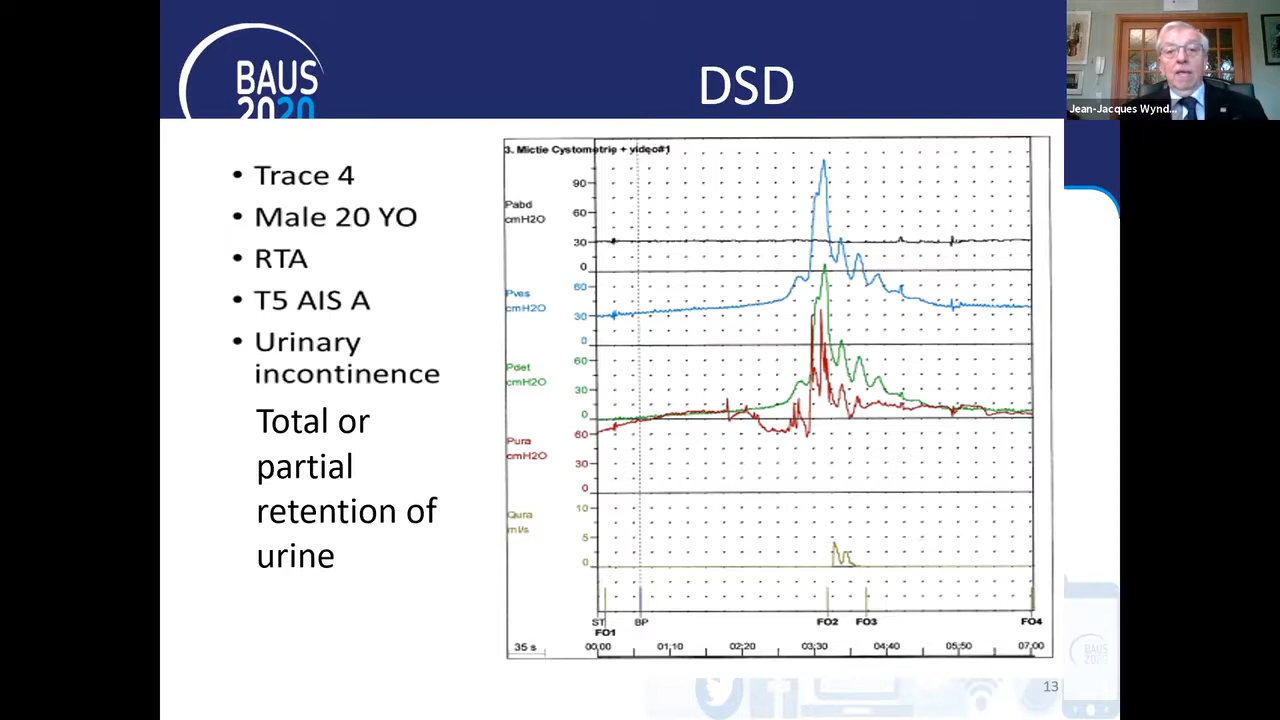 BAUS
2020
DSD
Jean-Jacques Wynd...
• Trace 4
• Male 20 YO
• RTA
• T5 AIS A
• Urinary
incontinence
Total or
partial
retention of
urine
3. Mictie Cystometrie + video#1
Pabd
cmH2O
90
60
30
0
Pves
cmH2O
60
30
0
Pdet
cmH2O
60
30
0
Pura
cmH2O
60
30
0
Qura
ml/s
10
5
0
ST BP FO2 FO3 FO4
FO1
35 s 00,00 01;10 02;20 03;30 04;40 05;50 07,00
BAUS
2020
13